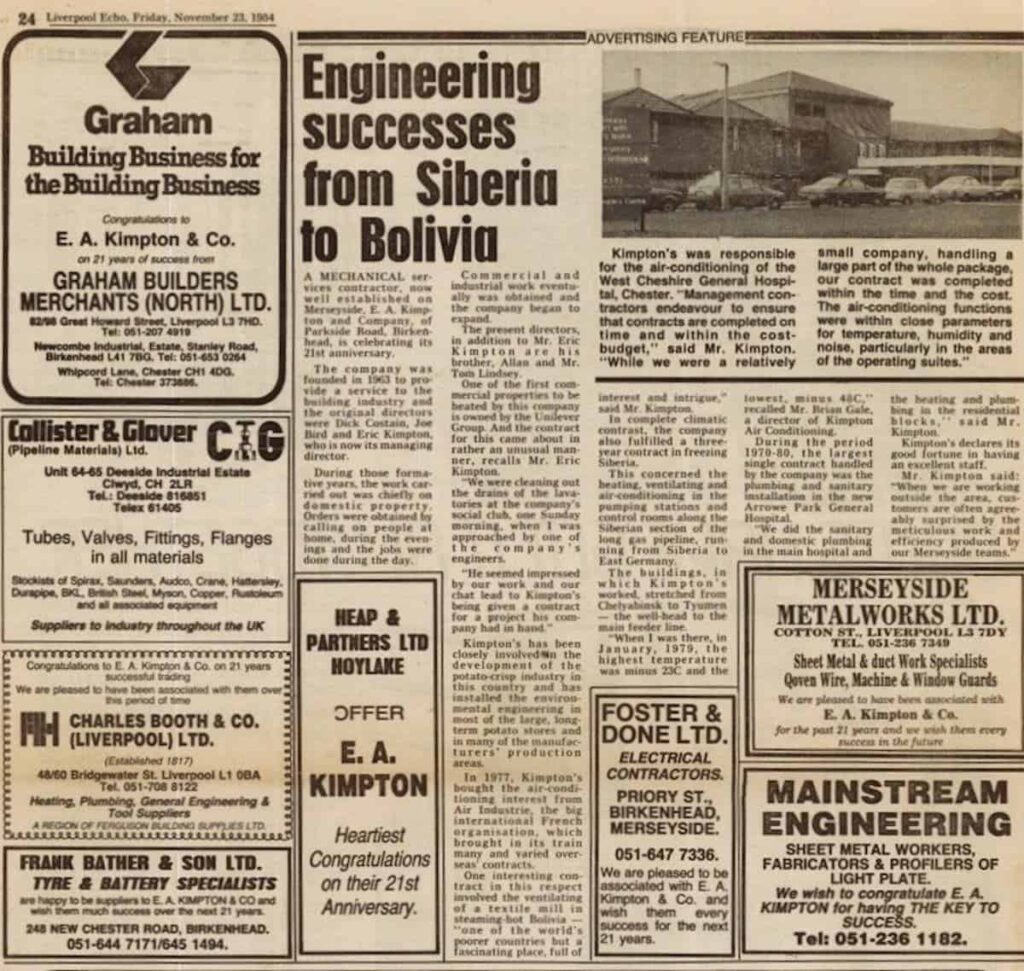 24 Liverpool Echo, Friday, November 23, 1984
ADVERTISING FEATURE
Graham
Building Business for
the Building Business
Congratulations to
E. A. Kimpton & Co.
on 21 years of success from
GRAHAM BUILDERS
MERCHANTS (NORTH) LTD.
82/98 Great Howard Street, Liverpool L3 7HD.
Tel: 051-207 4919
Newcombe Industrial, Estate, Stanley Road,
Birkenhead L41 7BG. Tel: 051-653 0264
Whipcord Lane, Chester CH1 4DG.
Tel: Chester 373886.
Collister & Glover
(Pipeline Materials) Ltd.
CTG
Unit 64-65 Deeside Industrial Estate
Clwyd, CH 2LR
Tel.: Deeside 816851
Telex 61405
Tubes, Valves, Fittings, Flanges
in all materials
Stockists of Spirax, Saunders, Audco, Crane, Hattersley,
Durapipe, BKL, British Steel, Myson, Copper, Rustoleum
and all associated equipment
Suppliers to industry throughout the UK
Congratulations to E. A. Kimpton & Co. on 21 years
successful trading
We are pleased to have been associated with them over
this period of time
CHARLES BOOTH & CO.
(LIVERPOOL) LTD.
(Established 1817)
48/60 Bridgewater St. Liverpool L1 0BA
Tel. 051-708 8122
Heating, Plumbing, General Engineering &
Tool Suppliers
A REGION OF FERGUSON BUILDING SUPPLIES LTD.
FRANK BATHER & SON LTD.
TYRE & BATTERY SPECIALISTS
are happy to be suppliers to E. A. KIMPTON & CO and
wish them much success over the next 21 years.
248 NEW CHESTER ROAD, BIRKENHEAD.
051-644 7171/645 1494.
Engineering
successes
from Siberia
to Bolivia
A MECHANICAL ser-
vices contractor, now
well established on
Merseyside, E. A. Kimp-
ton and Company, of
Parkside Road, Birken-
head, is celebrating its
21st anniversary.
The company was
founded in 1963 to pro-
vide a service to the
building industry and
the original directors
were Dick Costain, Joe
Bird and Eric Kimpton,
who is now its managing
director.
During those forma-
tive years, the work car-
ried out was chiefly on
domestic property.
Orders were obtained by
calling on people at
home, during the even-
ings and the jobs were
done during the day.
Commercial and
industrial work eventu-
ally was obtained and
the company began to
expand.
The present directors,
in addition to Mr. Eric
Kimpton are his
brother, Allan and Mr.
Tom Lindsey.
One of the first com-
mercial properties to be
heated by this company
is owned by the Unilever
Group. And the contract
for this came about in
rather an unusual man-
ner, recalls Mr. Eric
Kimpton.
"We were cleaning out
the drains of the lava-
tories at the company's
social club, one Sunday
morning, when I was
approached by one of
the company's
engineers.
"He seemed impressed
by our work and our
chat lead to Kimpton's
being given a contract
for a project his com-
pany had in hand."
Kimpton's has been
closely involved in the
development of the
potato-crisp industry in
this country and has
installed the environ-
mental engineering in
most of the large, long-
term potato stores and
in many of the manufac-
turers' production
areas.
In 1977, Kimpton's
bought the air-condi-
tioning interest from
Air Industrie, the big
international French
organisation, which
brought in its train
many and varied over-
seas contracts.
One interesting con-
tract in this respect
involved the ventilating
of a textile mill in
steaming-hot Bolivia —
"one of the world's
poorer countries but a
fascinating place, full of
Kimpton's was responsible
for the air-conditioning of the
West Cheshire General Hospi-
tal, Chester. "Management con-
tractors endeavour to ensure
that contracts are completed on
time and within the cost-
budget," said Mr. Kimpton.
"While we were a relatively
small company, handling a
large part of the whole package,
our contract was completed
within the time and the cost.
The air-conditioning functions
were within close parameters
for temperature, humidity and
noise, particularly in the areas
of the operating suites."
interest and intrigue,"
said Mr. Kimpton.
In complete climatic
contrast, the company
also fulfilled a three-
year contract in freezing
Siberia.
This concerned the
heating, ventilating and
air-conditioning in the
pumping stations and
control rooms along the
Siberian section of the
long gas pipeline, run-
ning from Siberia to
East Germany.
The buildings, in
which Kimpton's
worked, stretched from
Chelyabinsk to Tyumen
— the well-head to the
main feeder line.
"When I was there, in
January, 1979, the
highest temperature
was minus 23C and the
lowest, minus 48C,"
recalled Mr. Brian Gale,
a director of Kimpton
Air Conditioning.
During the period
1970-80, the largest
single contract handled
by the company was the
plumbing and sanitary
installation in the new
Arrowe Park General
Hospital.
"We did the sanitary
and domestic plumbing
in the main hospital and
the heating and plum-
bing in the residential
blocks," said Mr.
Kimpton.
Kimpton's declares its
good fortune in having
an excellent staff.
Mr. Kimpton said:
"When we are working
outside the area, cus-
tomers are often agree-
ably surprised by the
meticulous work and
efficiency produced by
our Merseyside teams."
HEAP &
PARTNERS LTD
HOYLAKE
OFFER
E. A.
KIMPTON
Heartiest
Congratulations
on their 21st
Anniversary.
FOSTER &
DONE LTD.
ELECTRICAL
CONTRACTORS.
PRIORY ST.,
BIRKENHEAD,
MERSEYSIDE.
051-647 7336.
We are pleased to be
associated with E. A.
Kimpton & Co. and
wish them every
success for the next
21 years.
MERSEYSIDE
METALWORKS LTD.
COTTON ST., LIVERPOOL L3 7DY
TEL. 051-236 7349
Sheet Metal & duct Work Specialists
Qoven Wire, Machine & Window Guards
We are pleased to have been associated with
E. A. Kimpton & Co.
for the past 21 years and we wish them every
success in the future
MAINSTREAM
ENGINEERING
SHEET METAL WORKERS,
FABRICATORS & PROFILERS OF
LIGHT PLATE.
We wish to congratulate E. A.
KIMPTON for having THE KEY TO
SUCCESS.
Tel: 051-236 1182.